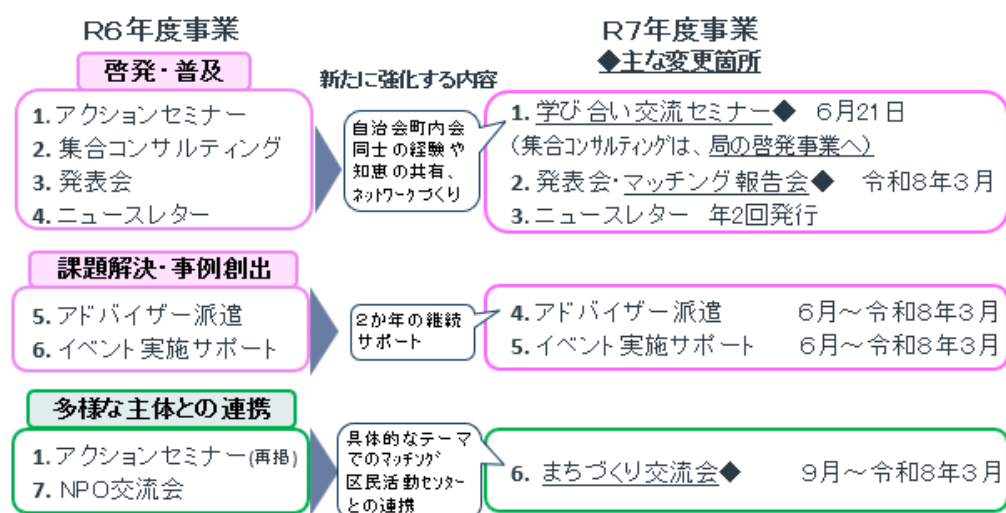 R6年度事業
啓発・普及
1. アクションセミナー
2. 集合コンサルティング
3. 発表会
4. ニュースレター
新たに強化する内容
自治会町内会
同士の経験や
知恵の共有、
ネットワークづくり
R7年度事業
◆主な変更箇所
1. 学び合い交流セミナー◆ 6月21日
(集合コンサルティングは、局の啓発事業へ)
2. 発表会・マッチング報告会◆ 令和8年3月
3. ニュースレター 年2回発行
課題解決・事例創出
5. アドバイザー派遣
6. イベント実施サポート
2か年の継続
サポート
4. アドバイザー派遣 6月~令和8年3月
5. イベント実施サポート 6月~令和8年3月
多様な主体との連携
1. アクションセミナー(再掲)
7. NPO交流会
具体的なテーマ
でのマッチング
区民活動センター
との連携
6. まちづくり交流会◆ 9月~令和8年3月